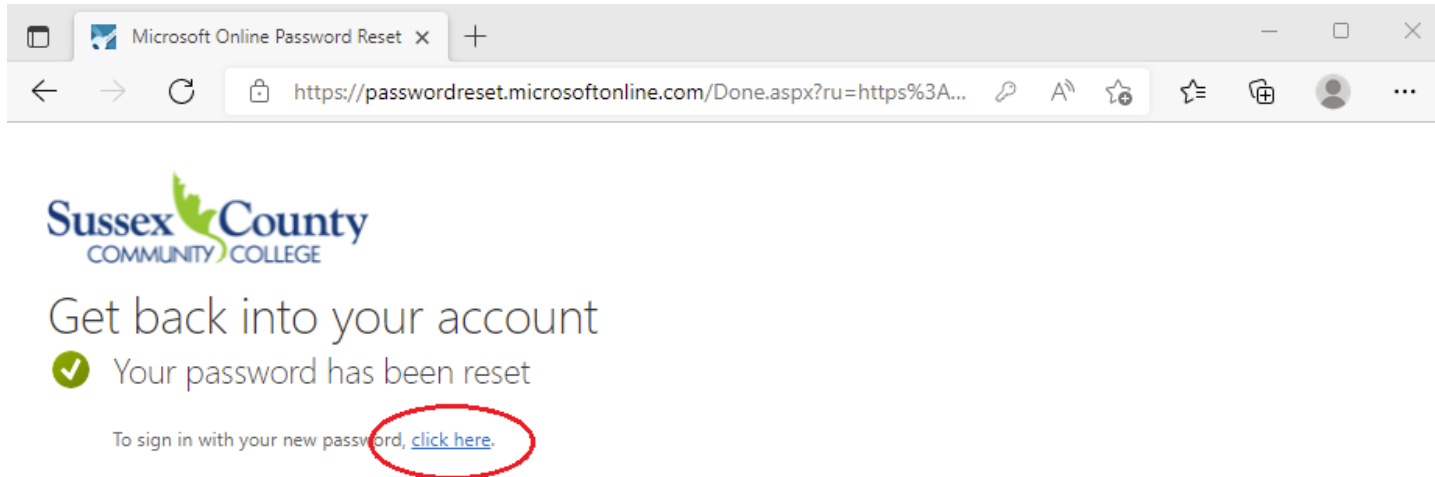 Microsoft Online Password Reset
https://passwordreset.microsoftonline.com/Done.aspx?ru=https%3A...
Sussex County
COMMUNITY COLLEGE
Get back into your account
Your password has been reset
To sign in with your new password, click here.